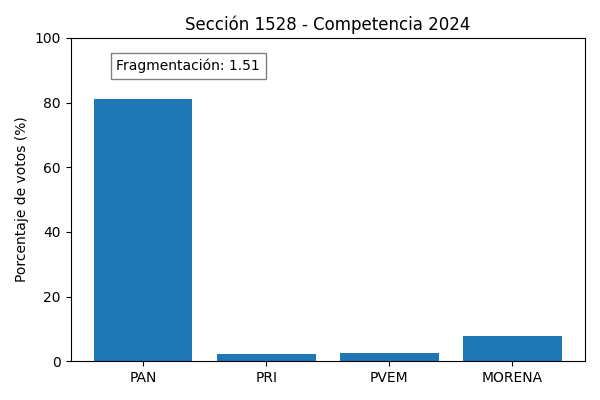 Sección 1528 - Competencia 2024
Fragmentación: 1.51
Porcentaje de votos (%)
100
80
60
40
20
0
PAN PRI PVEM MORENA